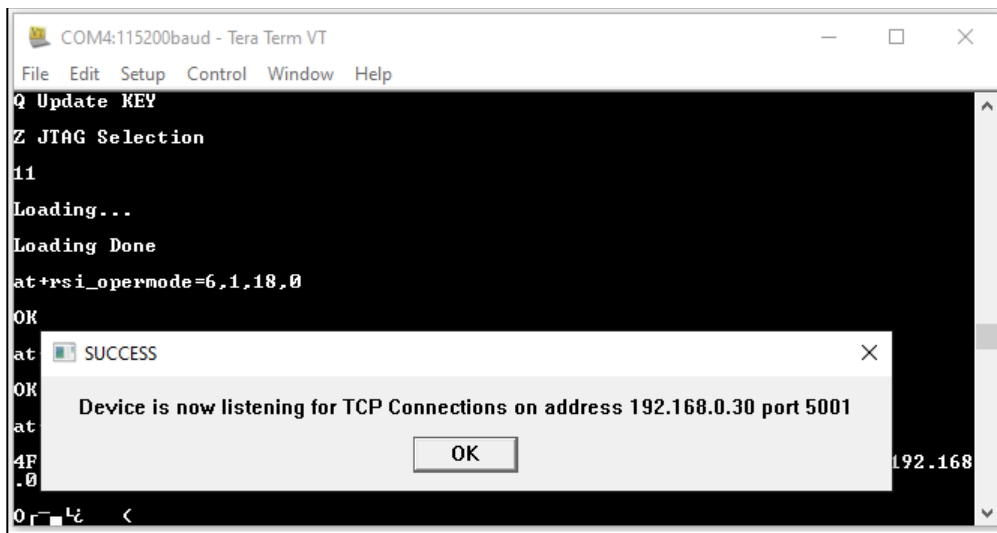 COM4:115200baud - Tera Term VT
File Edit Setup Control Window Help
Q Update KEY
Z JTAG Selection
11
Loading...
Loading Done
at+rsi_opermode=6,1,18,0
OK
at
SUCCESS
OK
Device is now listening for TCP Connections on address 192.168.0.30 port 5001
at
OK
4F 192.168
.0